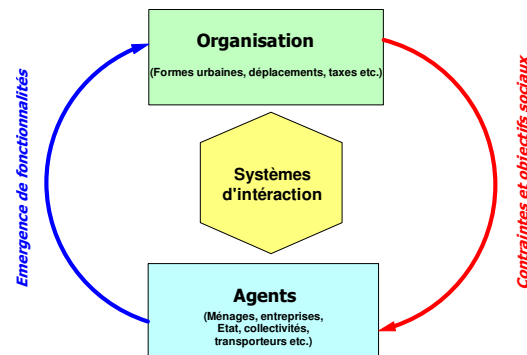 Organisation
(Formes urbaines, déplacements, taxes etc.)
Emergence de fonctionnalités
Systèmes
d'intéraction
Contraintes et objectifs sociaux
Agents
(Ménages, entreprises,
Etat, collectivités,
transporteurs etc.)